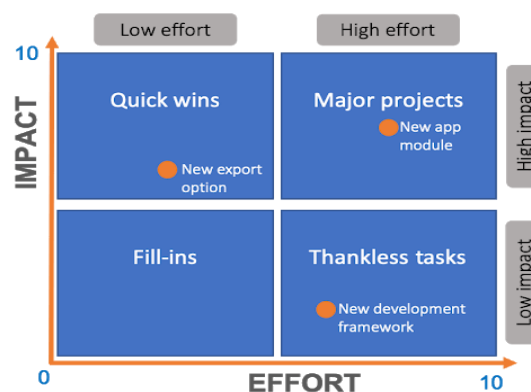 Low effort
High effort
10
IMPACT
Quick wins
Major projects
New app
module
New export
option
High impact
Fill-ins
Thankless tasks
New development
framework
Low impact
0
EFFORT
10